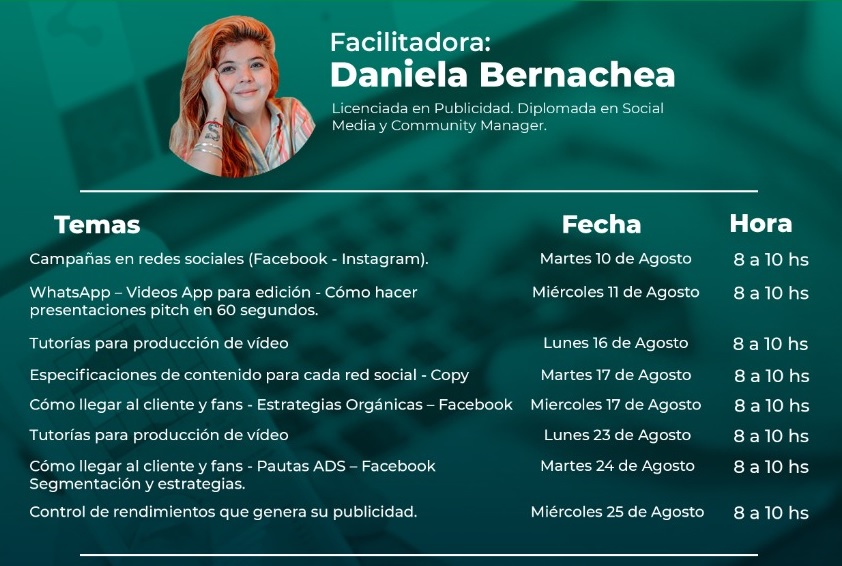 Facilitadora:
Daniela Bernachea
Licenciada en Publicidad. Diplomada en Social
Media y Community Manager.
Temas Fecha Hora
Campañas en redes sociales (Facebook - Instagram). Martes 10 de Agosto 8 a 10 hs
WhatsApp – Videos App para edición - Cómo hacer Miércoles 11 de Agosto 8 a 10 hs
presentaciones pitch en 60 segundos.
Tutorías para producción de vídeo Lunes 16 de Agosto 8 a 10 hs
Especificaciones de contenido para cada red social - Copy Martes 17 de Agosto 8 a 10 hs
Cómo llegar al cliente y fans - Estrategias Orgánicas – Facebook Miercoles 17 de Agosto 8 a 10 hs
Tutorías para producción de vídeo Lunes 23 de Agosto 8 a 10 hs
Cómo llegar al cliente y fans - Pautas ADS – Facebook Martes 24 de Agosto 8 a 10 hs
Segmentación y estrategias.
Control de rendimientos que genera su publicidad. Miércoles 25 de Agosto 8 a 10 hs